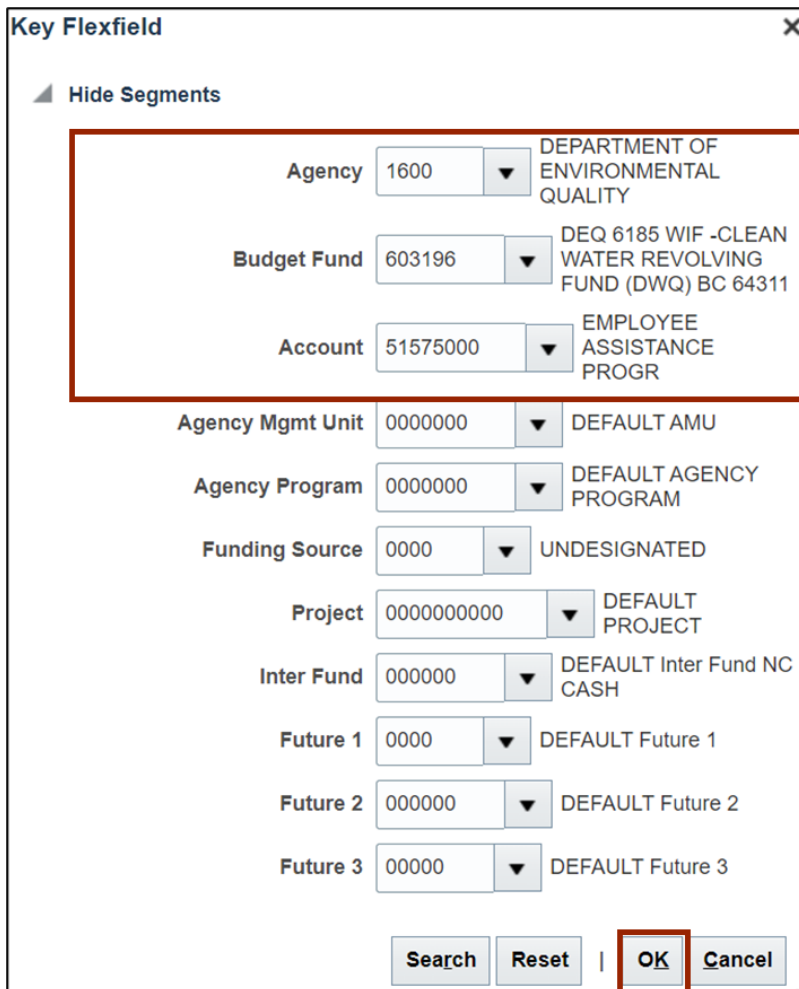 Key Flexfield
Hide Segments
Agency 1600 DEPARTMENT OF
ENVIRONMENTAL
QUALITY
Budget Fund 603196 DEQ 6185 WIF -CLEAN
WATER REVOLVING
FUND (DWQ) BC 64311
Account 51575000 EMPLOYEE
ASSISTANCE
PROGR
Agency Mgmt Unit 0000000 DEFAULT AMU
Agency Program 0000000 DEFAULT AGENCY
PROGRAM
Funding Source 0000 UNDESIGNATED
Project 0000000000 DEFAULT
PROJECT
Inter Fund 000000 DEFAULT Inter Fund NC
CASH
Future 1 0000 DEFAULT Future 1
Future 2 000000 DEFAULT Future 2
Future 3 00000 DEFAULT Future 3
Search Reset | OK Cancel